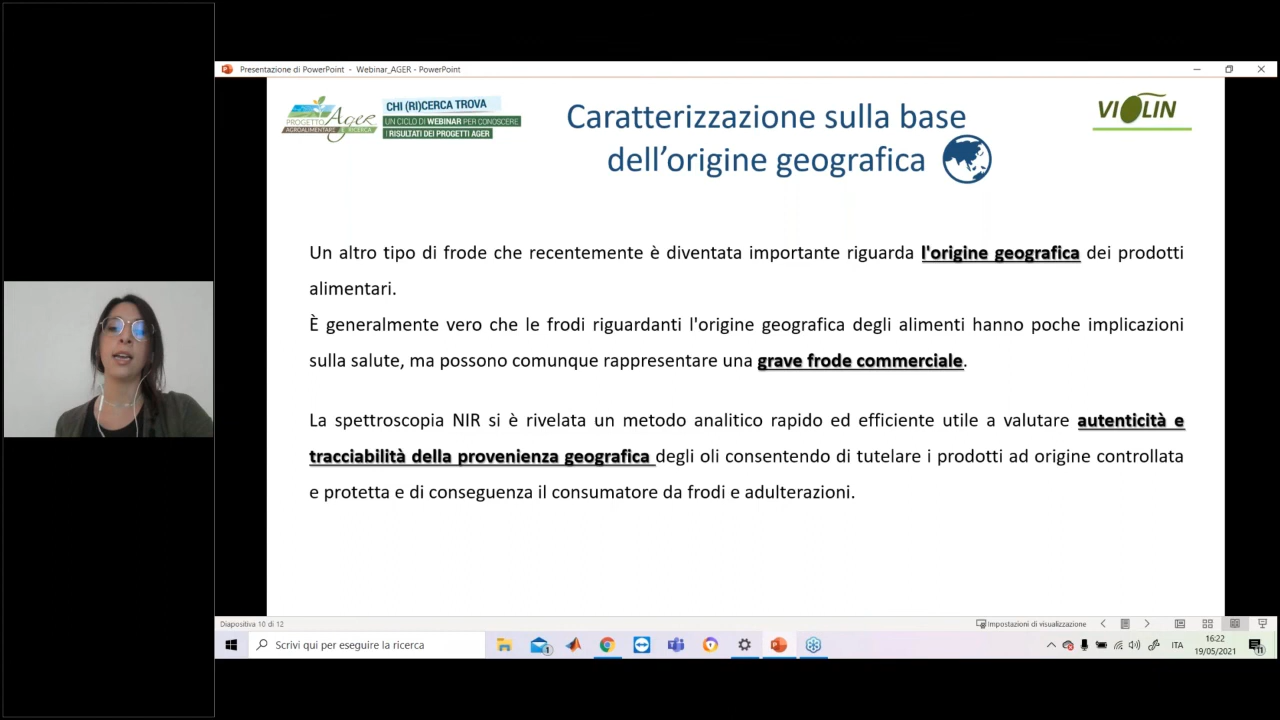 Presentazione di PowerPoint - Webinar_AGER - PowerPoint
PROGETTO Ager
AGROALIMENTARE E RICERCA
CHI (RI)CERCA TROVA
UN CICLO DI WEBINAR PER CONOSCERE
I RISULTATI DEI PROGETTI AGER
Caratterizzazione sulla base
dell’origine geografica
VIOLIN
Un altro tipo di frode che recentemente è diventata importante riguarda l'origine geografica dei prodotti
alimentari.
È generalmente vero che le frodi riguardanti l'origine geografica degli alimenti hanno poche implicazioni
sulla salute, ma possono comunque rappresentare una grave frode commerciale.
La spettroscopia NIR si è rivelata un metodo analitico rapido ed efficiente utile a valutare autenticità e
tracciabilità della provenienza geografica degli oli consentendo di tutelare i prodotti ad origine controllata
e protetta e di conseguenza il consumatore da frodi e adulterazioni.
Diapositiva 10 di 12
Impostazioni di visualizzazione
Scrivi qui per eseguire la ricerca
1
ITA
16:22
19/05/2021
11